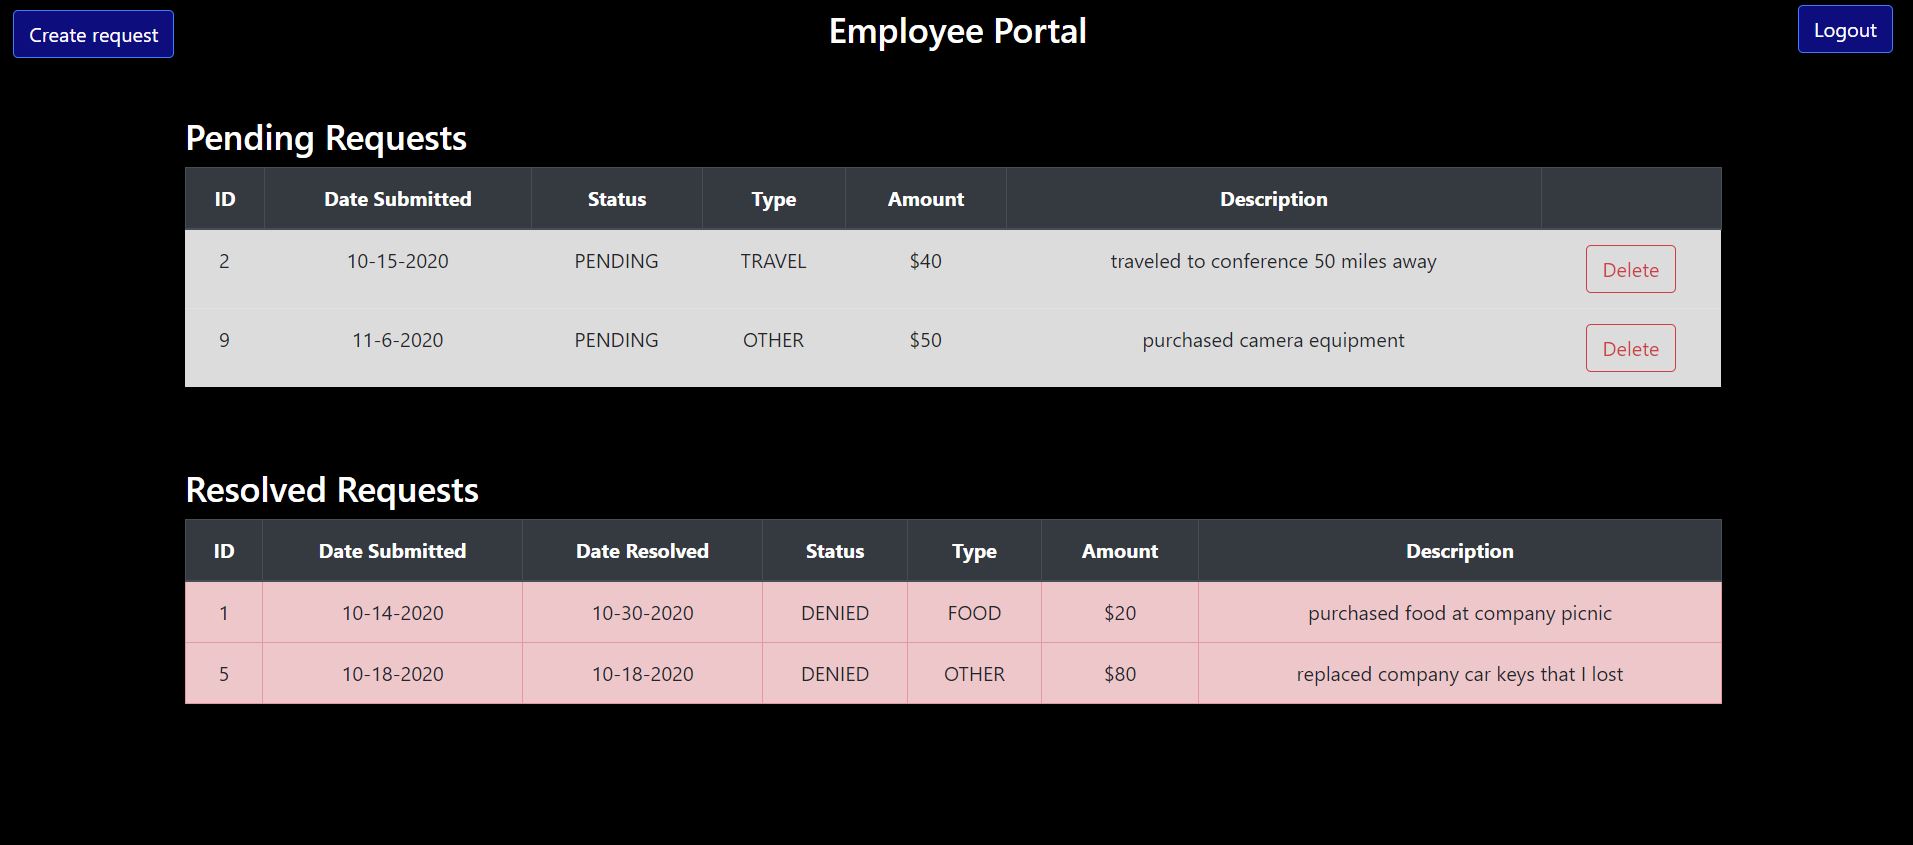 Create request Employee Portal Logout
Pending Requests
ID Date Submitted Status Type Amount Description
2 10-15-2020 PENDING TRAVEL $40 traveled to conference 50 miles away Delete
9 11-6-2020 PENDING OTHER $50 purchased camera equipment Delete
Resolved Requests
ID Date Submitted Date Resolved Status Type Amount Description
1 10-14-2020 10-30-2020 DENIED FOOD $20 purchased food at company picnic
5 10-18-2020 10-18-2020 DENIED OTHER $80 replaced company car keys that I lost